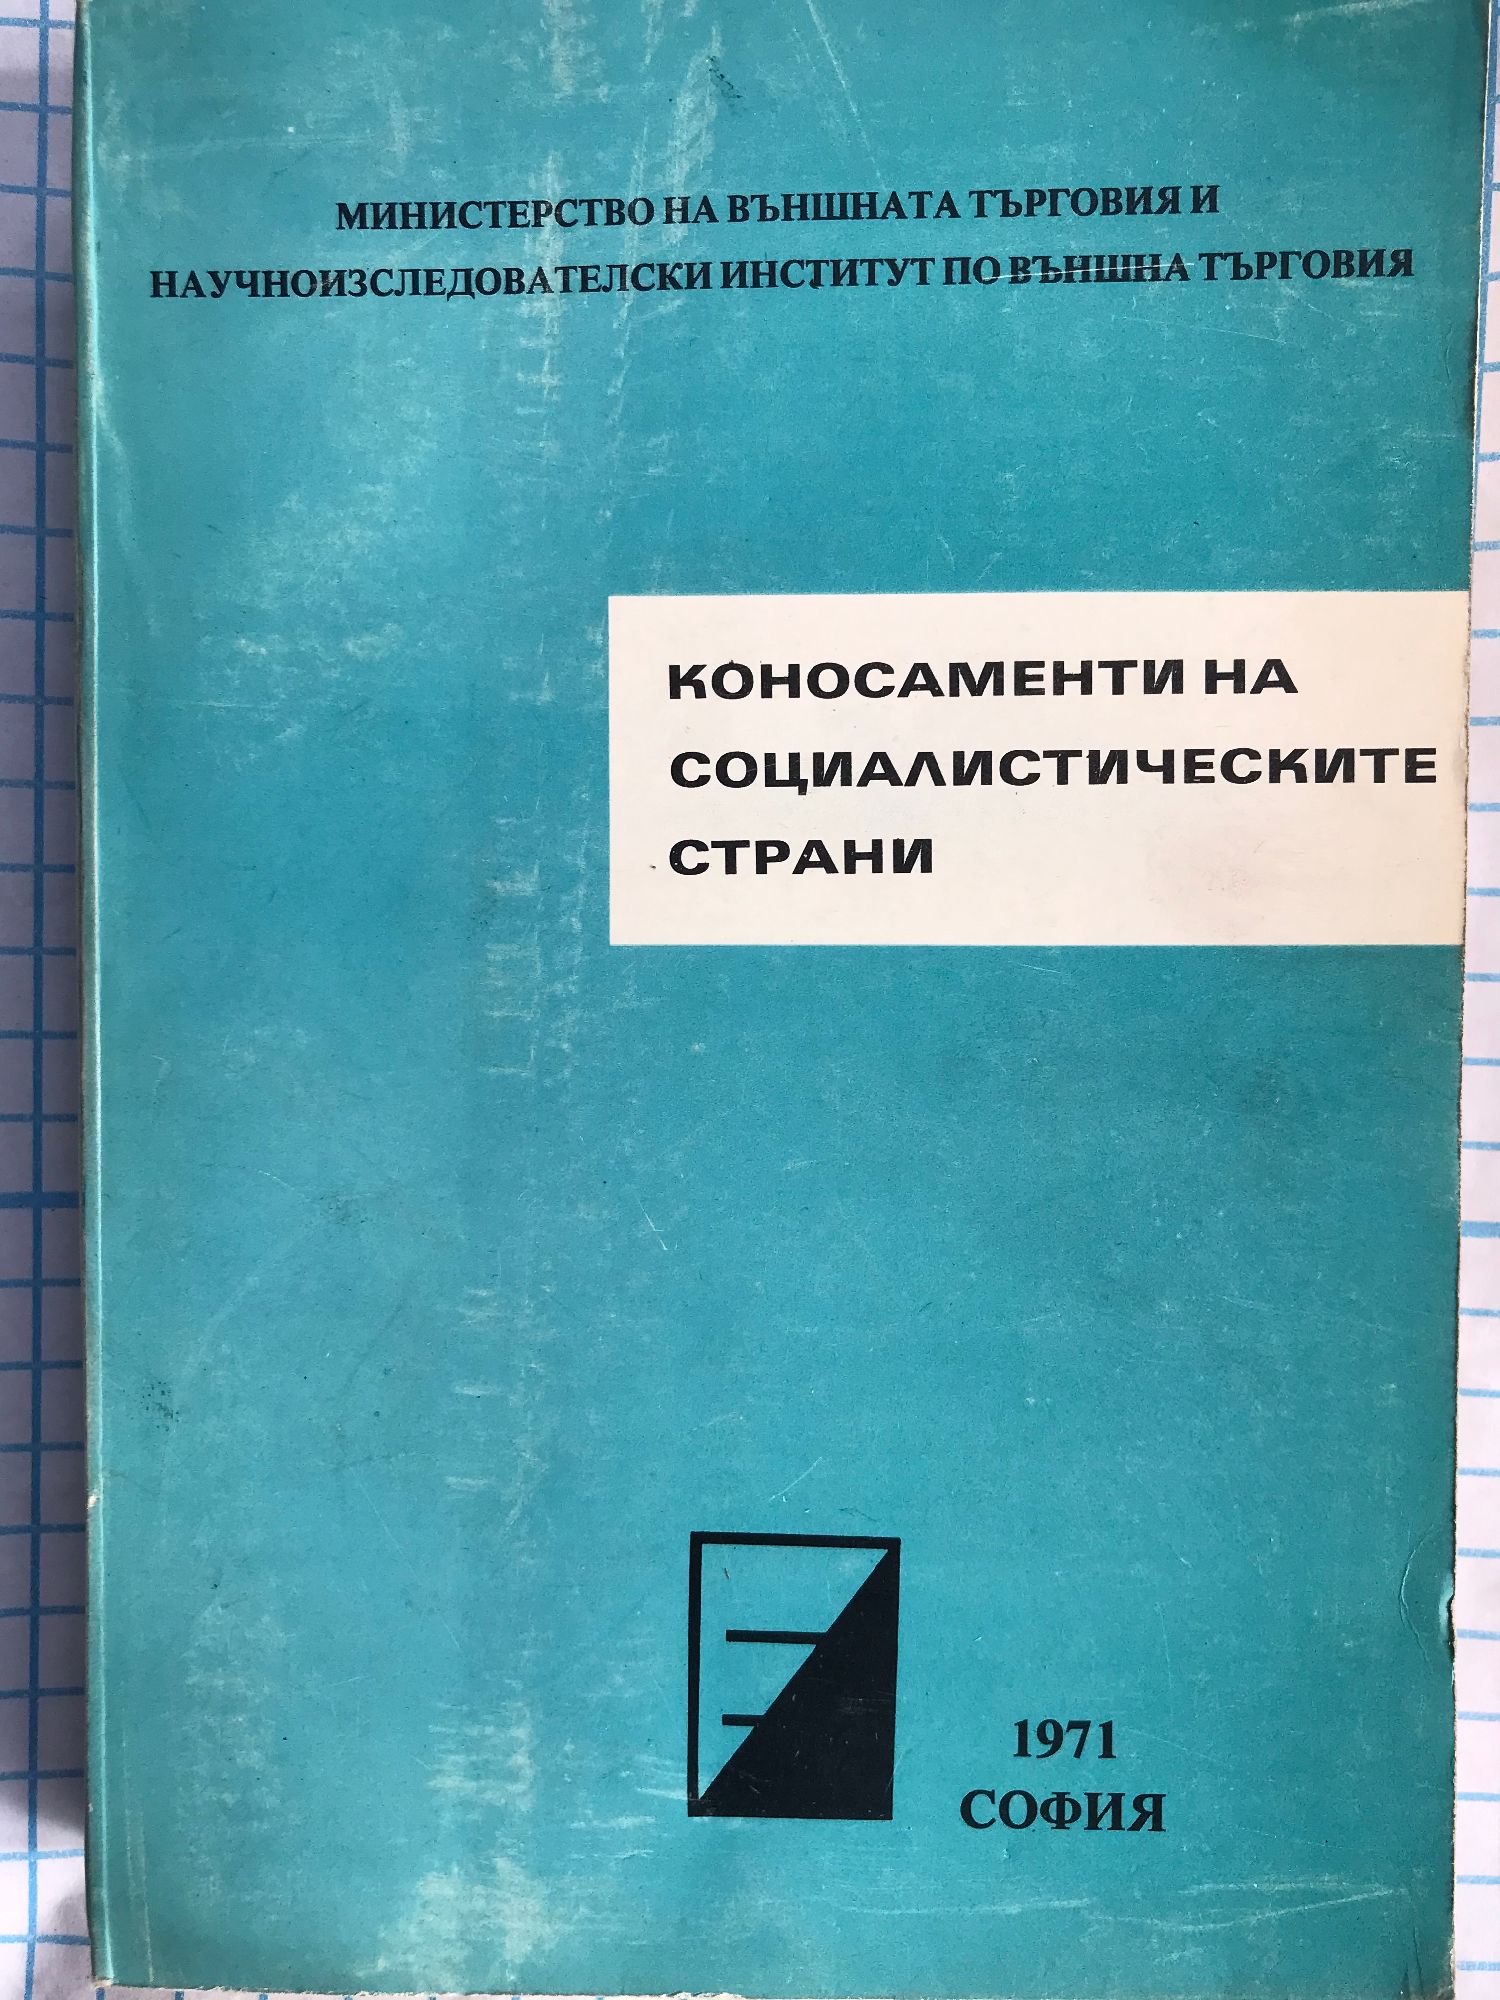 МИНИСТЕРСТВО НА ВЪНШНАТА ТЪРГОВИЯ И
НАУЧНОИЗСЛЕДОВАТЕЛСКИ ИНСТИТУТ ПО ВЪНШНА ТЪРГОВИЯ
КОНОСАМЕНТИ НА
СОЦИАЛИСТИЧЕСКИТЕ
СТРАНИ
1971
СОФИЯ